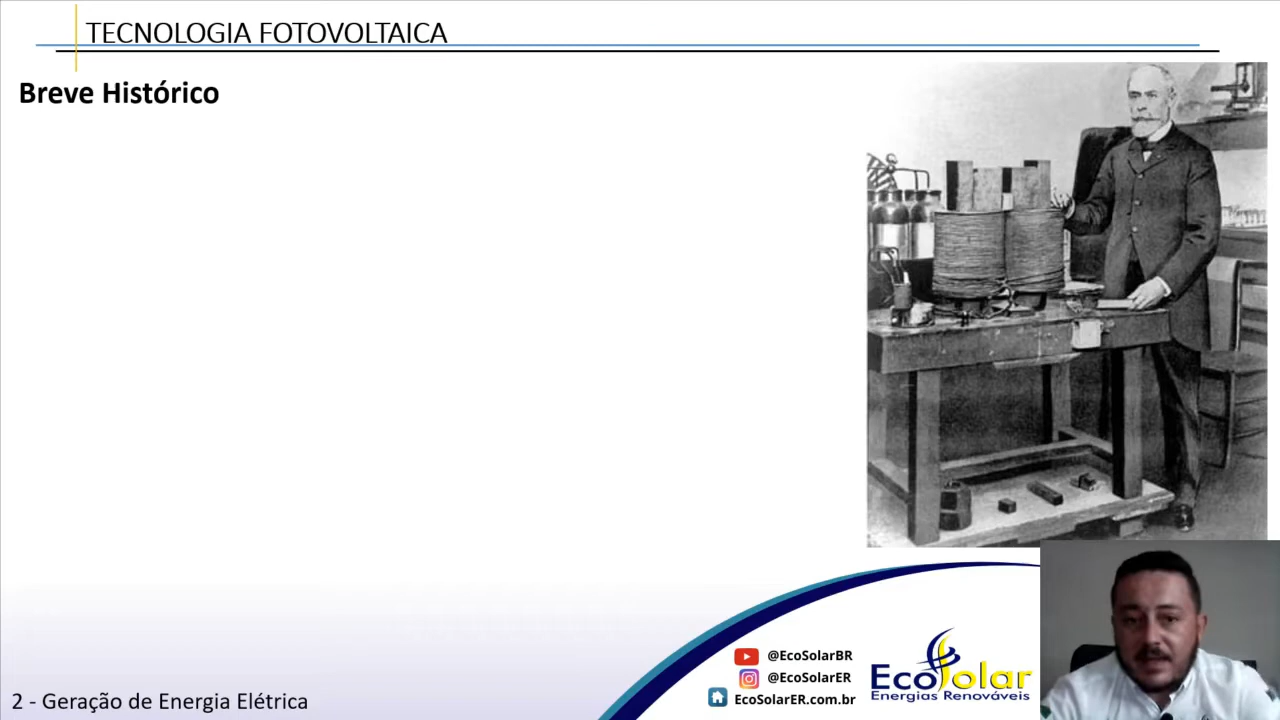 TECNOLOGIA FOTOVOLTAICA
Breve Histórico
@EcoSolarBR
@EcoSolarER
EcoSolarER.com.br
EcoSolar
Energias Renováveis
2 - Geração de Energia Elétrica